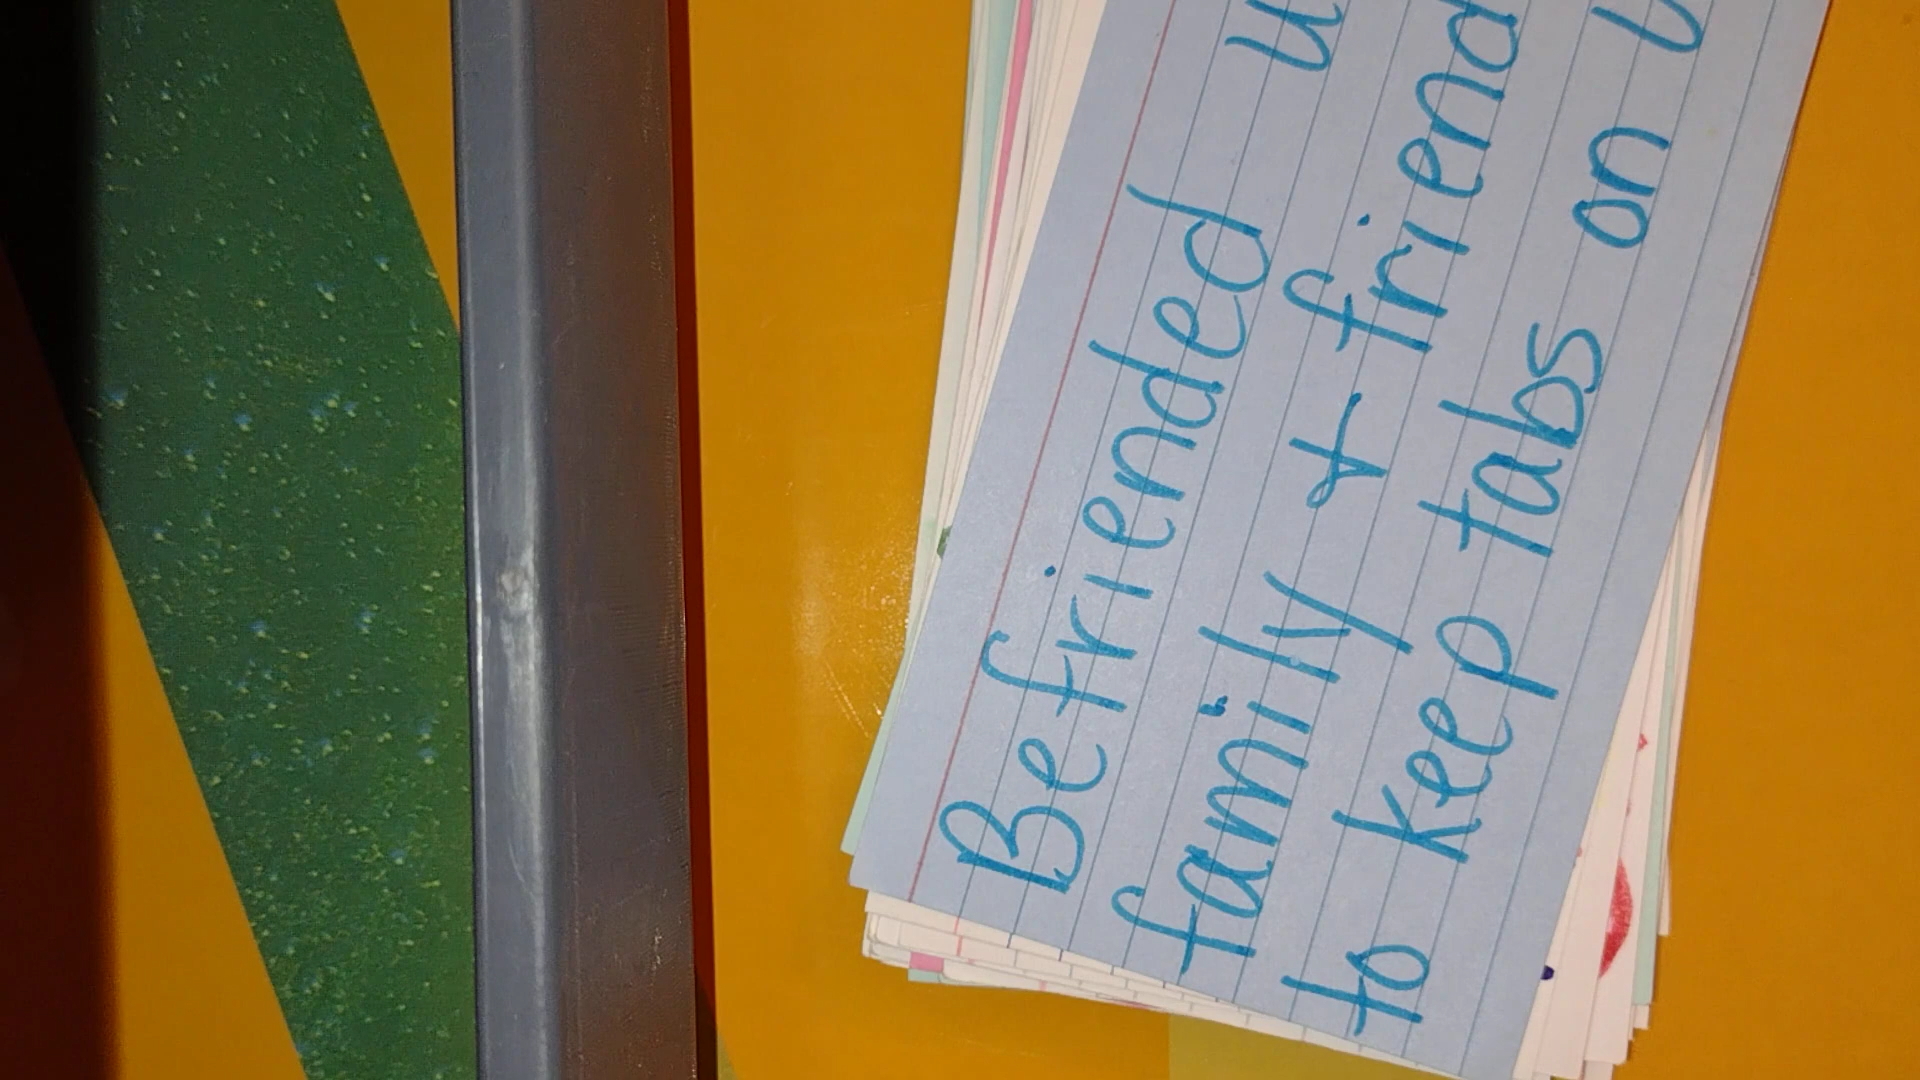 Befriended
family + friend
to keep tabs on